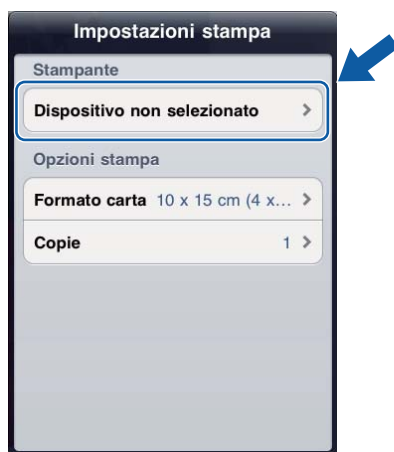 Impostazioni stampa
Stampante
Dispositivo non selezionato
Opzioni stampa
Formato carta 10 x 15 cm (4 x...
Copie 1